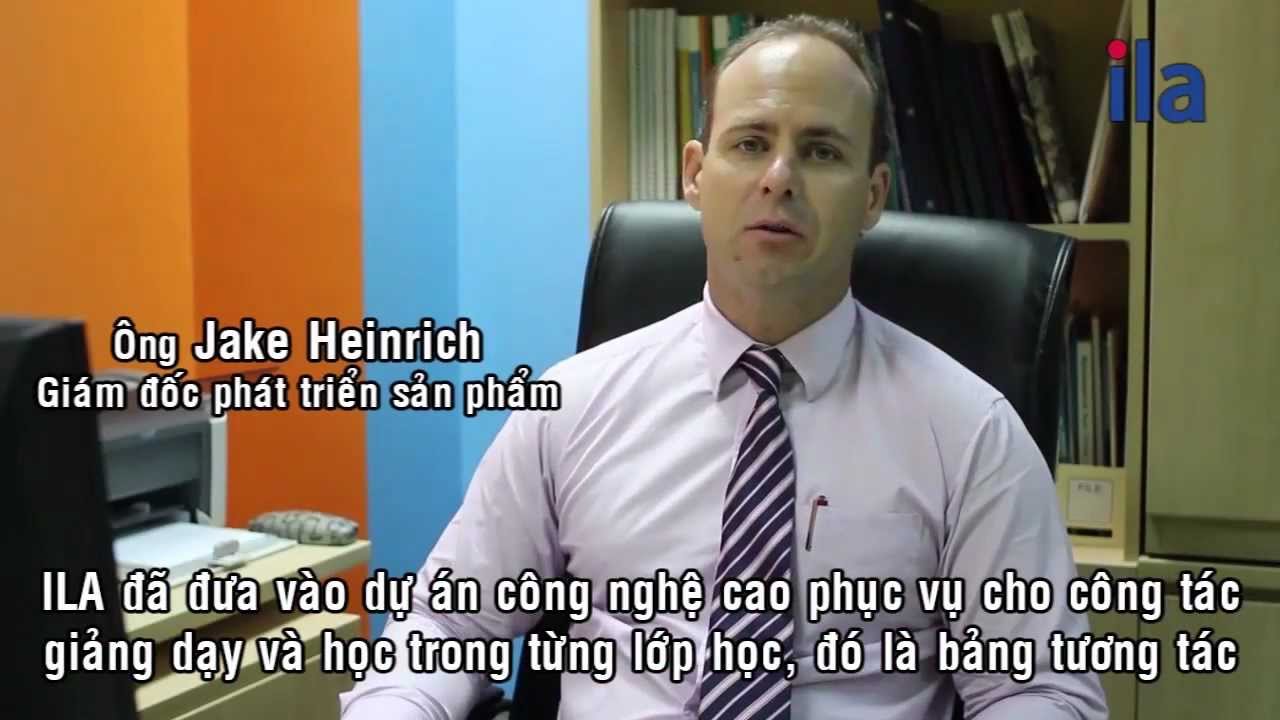 ila
Ông Jake Heinrich
Giám đốc phát triển sản phẩm
FILE
ILA đã đưa vào dự án công nghệ cao phục vụ cho công tác
giảng dạy và học trong từng lớp học, đó là bảng tương tác